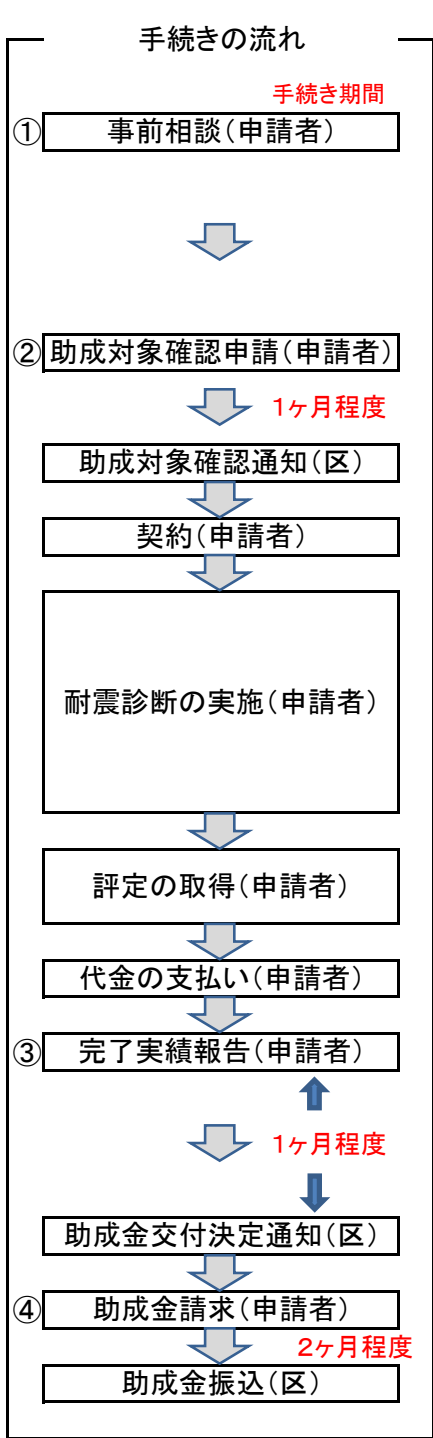 手続きの流れ
手続き期間
① 事前相談(申請者)
② 助成対象確認申請(申請者)
1ヶ月程度
助成対象確認通知(区)
契約(申請者)
耐震診断の実施(申請者)
評定の取得(申請者)
代金の支払い(申請者)
③ 完了実績報告(申請者)
1ヶ月程度
助成金交付決定通知(区)
④ 助成金請求(申請者)
2ヶ月程度
助成金振込(区)